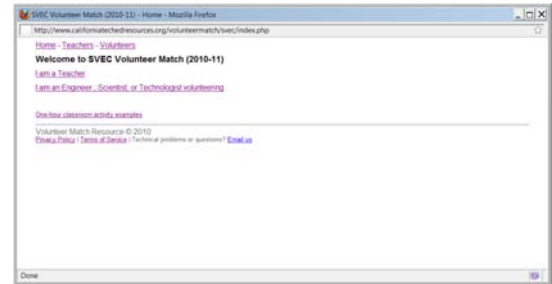 SVEC Volunteer Match (2010-11) - Home - Mozilla Firefox
http://www.californiatechedresources.org/volunteermatch/svec/index.php
Home - Teachers - Volunteers
Welcome to SVEC Volunteer Match (2010-11)
I am a Teacher
I am an Engineer , Scientist, or Technologist volunteering
One-hour classroom activity examples
Volunteer Match Resource © 2010
Privacy Policy | Terms of Service | Technical problems or questions? Email us
Done